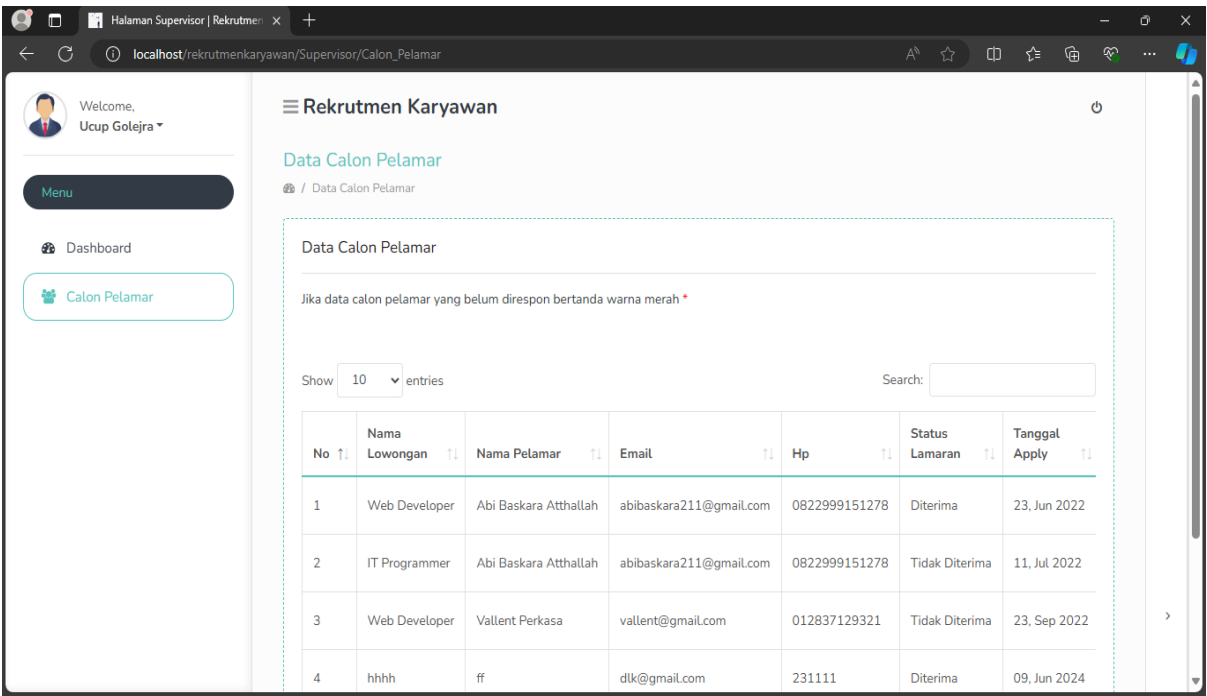 Halaman Supervisor | Rekrutmen
localhost/rekrutmenkaryawan/Supervisor/Calon_Pelamar
Welcome,
Ucup Golejra
Rekrutmen Karyawan
Menu
Dashboard
Calon Pelamar
Data Calon Pelamar
/ Data Calon Pelamar
Data Calon Pelamar
Jika data calon pelamar yang belum direspon bertanda warna merah *
Show 10 entries Search:
No Nama Lowongan Nama Pelamar Email Hp Status Lamaran Tanggal Apply
1 Web Developer Abi Baskara Atthallah abibaskara211@gmail.com 0822999151278 Diterima 23, Jun 2022
2 IT Programmer Abi Baskara Atthallah abibaskara211@gmail.com 0822999151278 Tidak Diterima 11, Jul 2022
3 Web Developer Vallent Perkasa vallent@gmail.com 012837129321 Tidak Diterima 23, Sep 2022
4 hhhh ff dlk@gmail.com 231111 Diterima 09, Jun 2024